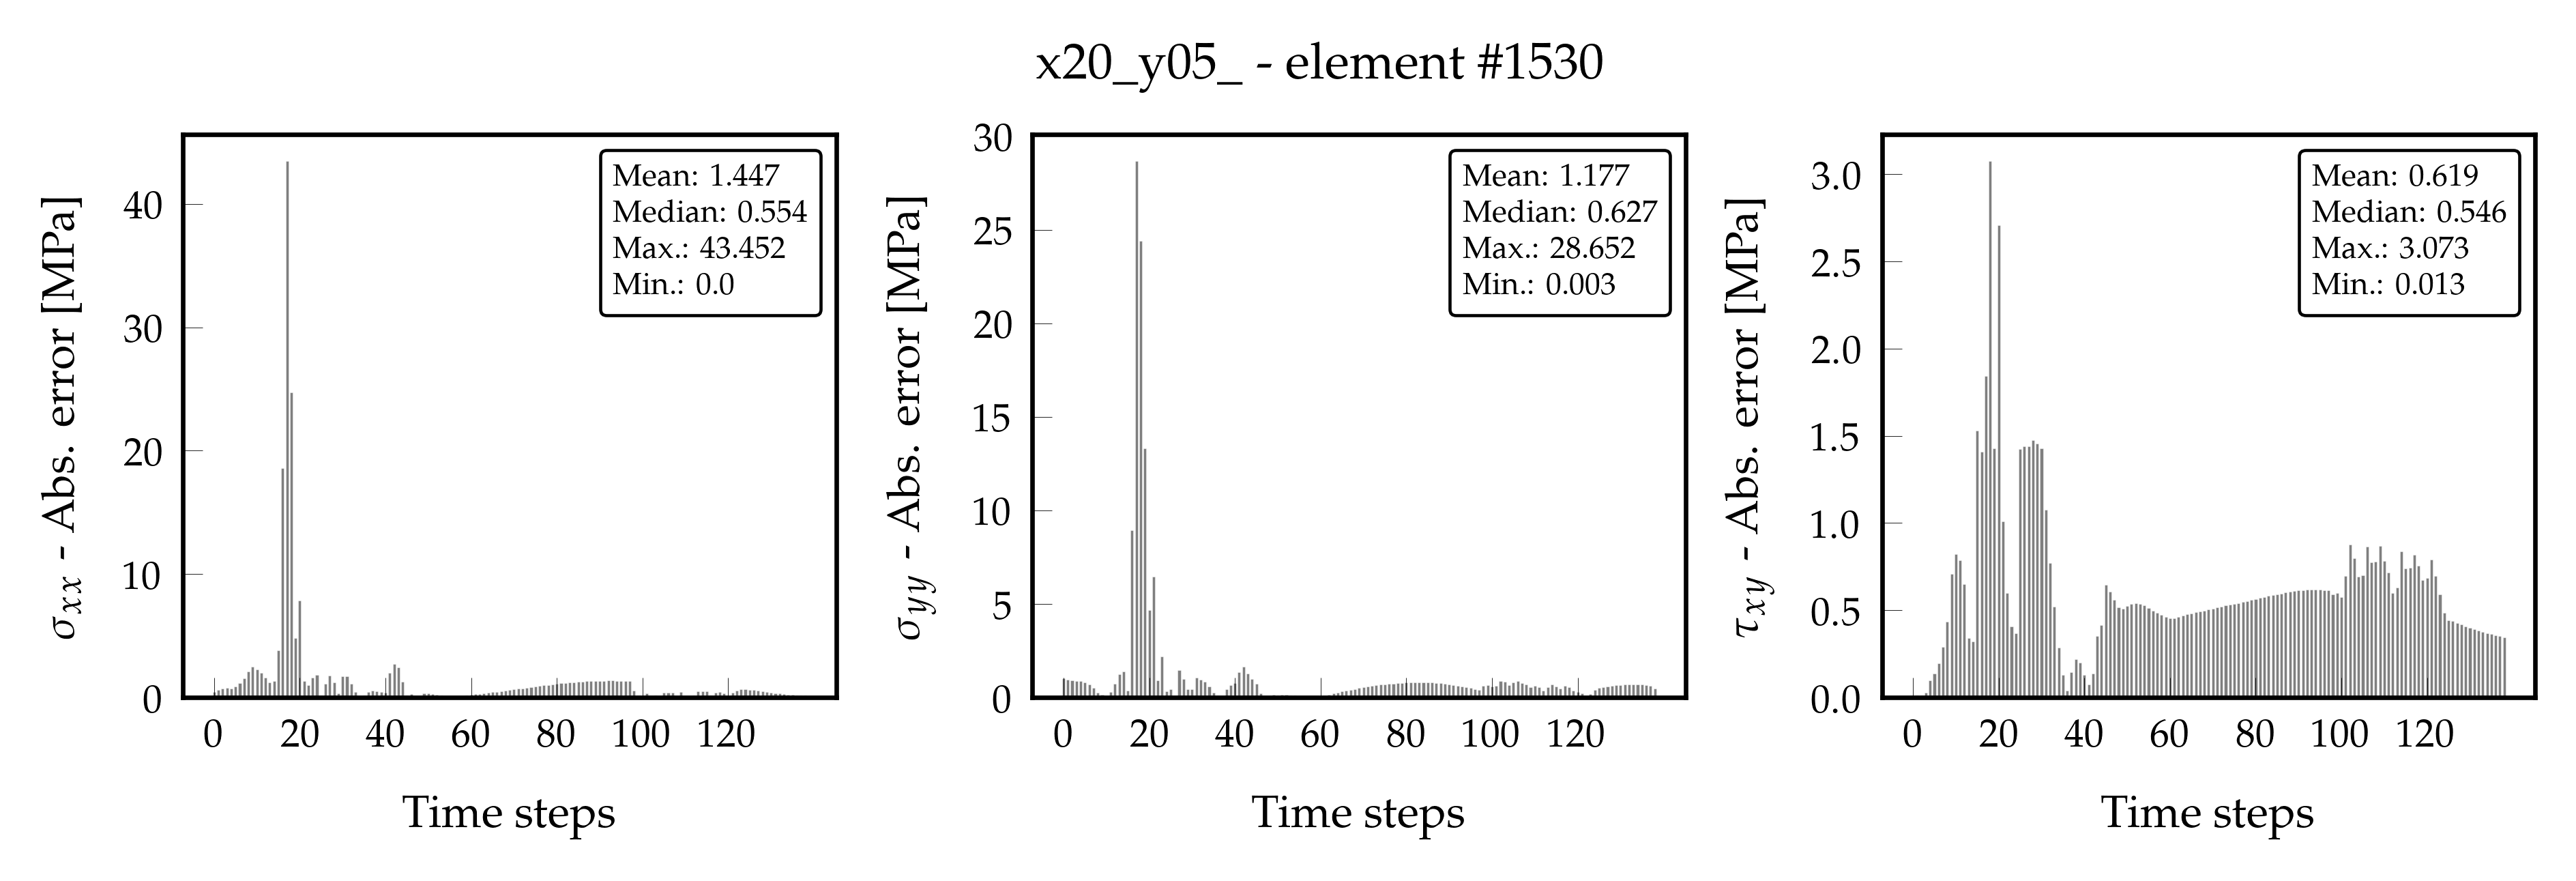 x20_y05_ - element #1530
σxx - Abs. error [MPa]
40
30
20
10
0
Mean: 1.447
Median: 0.554
Max.: 43.452
Min.: 0.0
0 20 40 60 80 100 120
Time steps
σyy - Abs. error [MPa]
30
25
20
15
10
5
0
Mean: 1.177
Median: 0.627
Max.: 28.652
Min.: 0.003
0 20 40 60 80 100 120
Time steps
τxy - Abs. error [MPa]
3.0
2.5
2.0
1.5
1.0
0.5
0.0
Mean: 0.619
Median: 0.546
Max.: 3.073
Min.: 0.013
0 20 40 60 80 100 120
Time steps